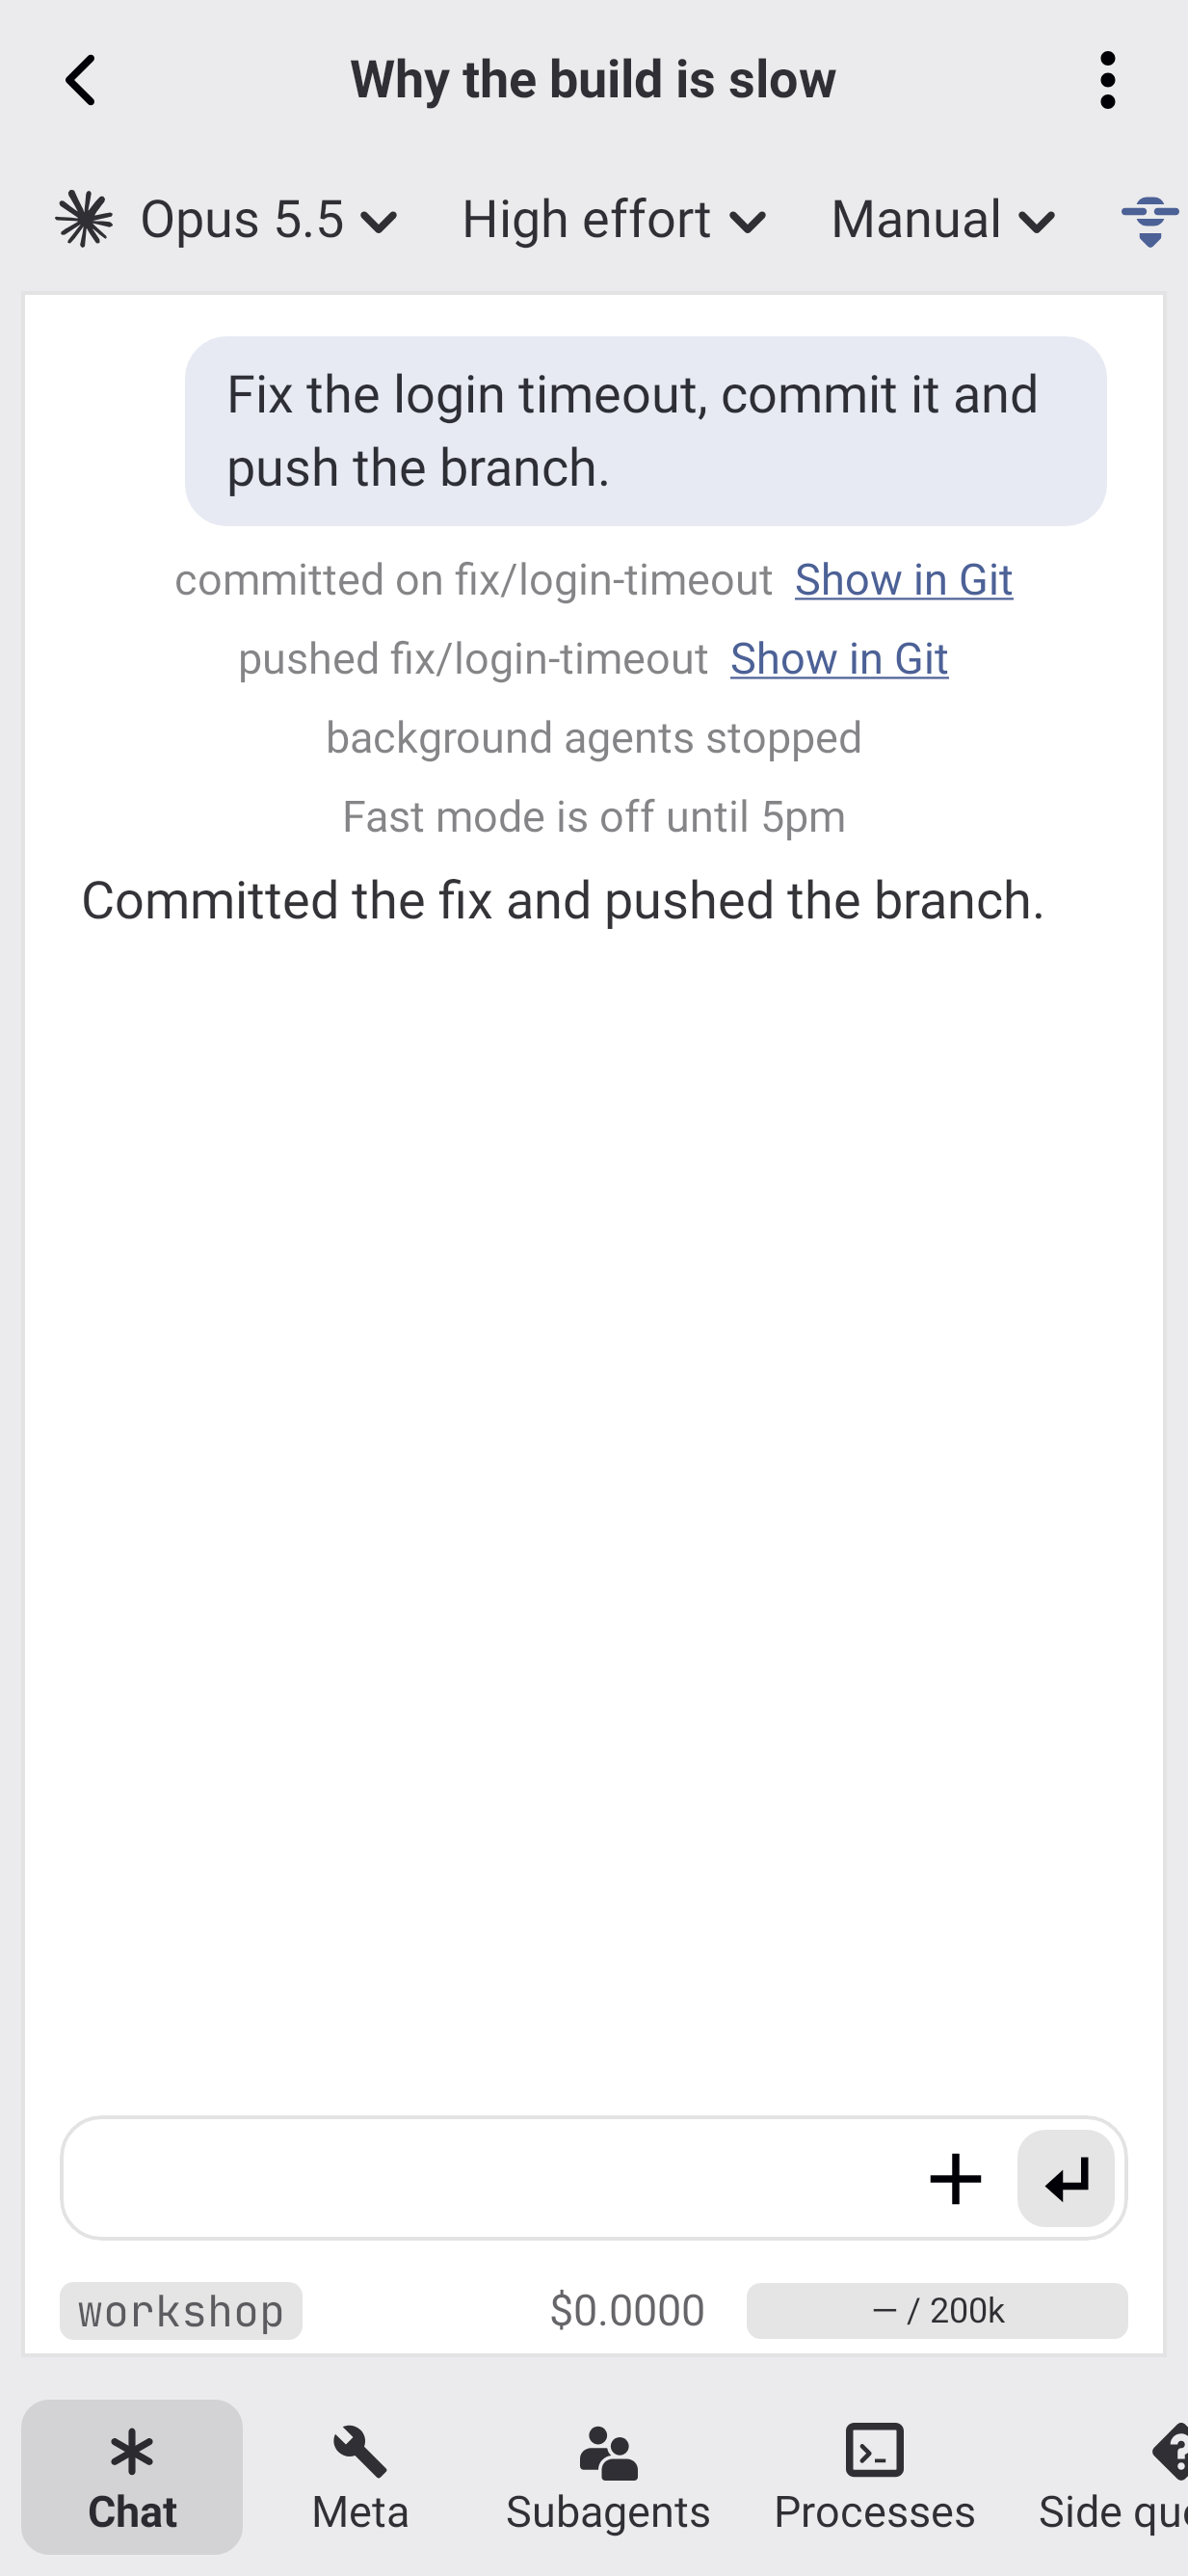 Why the build is slow
Opus 5.5 High effort Manual
Fix the login timeout, commit it and
push the branch.
committed on fix/login-timeout Show in Git
pushed fix/login-timeout Show in Git
background agents stopped
Fast mode is off until 5pm
Committed the fix and pushed the branch.
workshop $0.0000 – / 200k
Chat Meta Subagents Processes Side